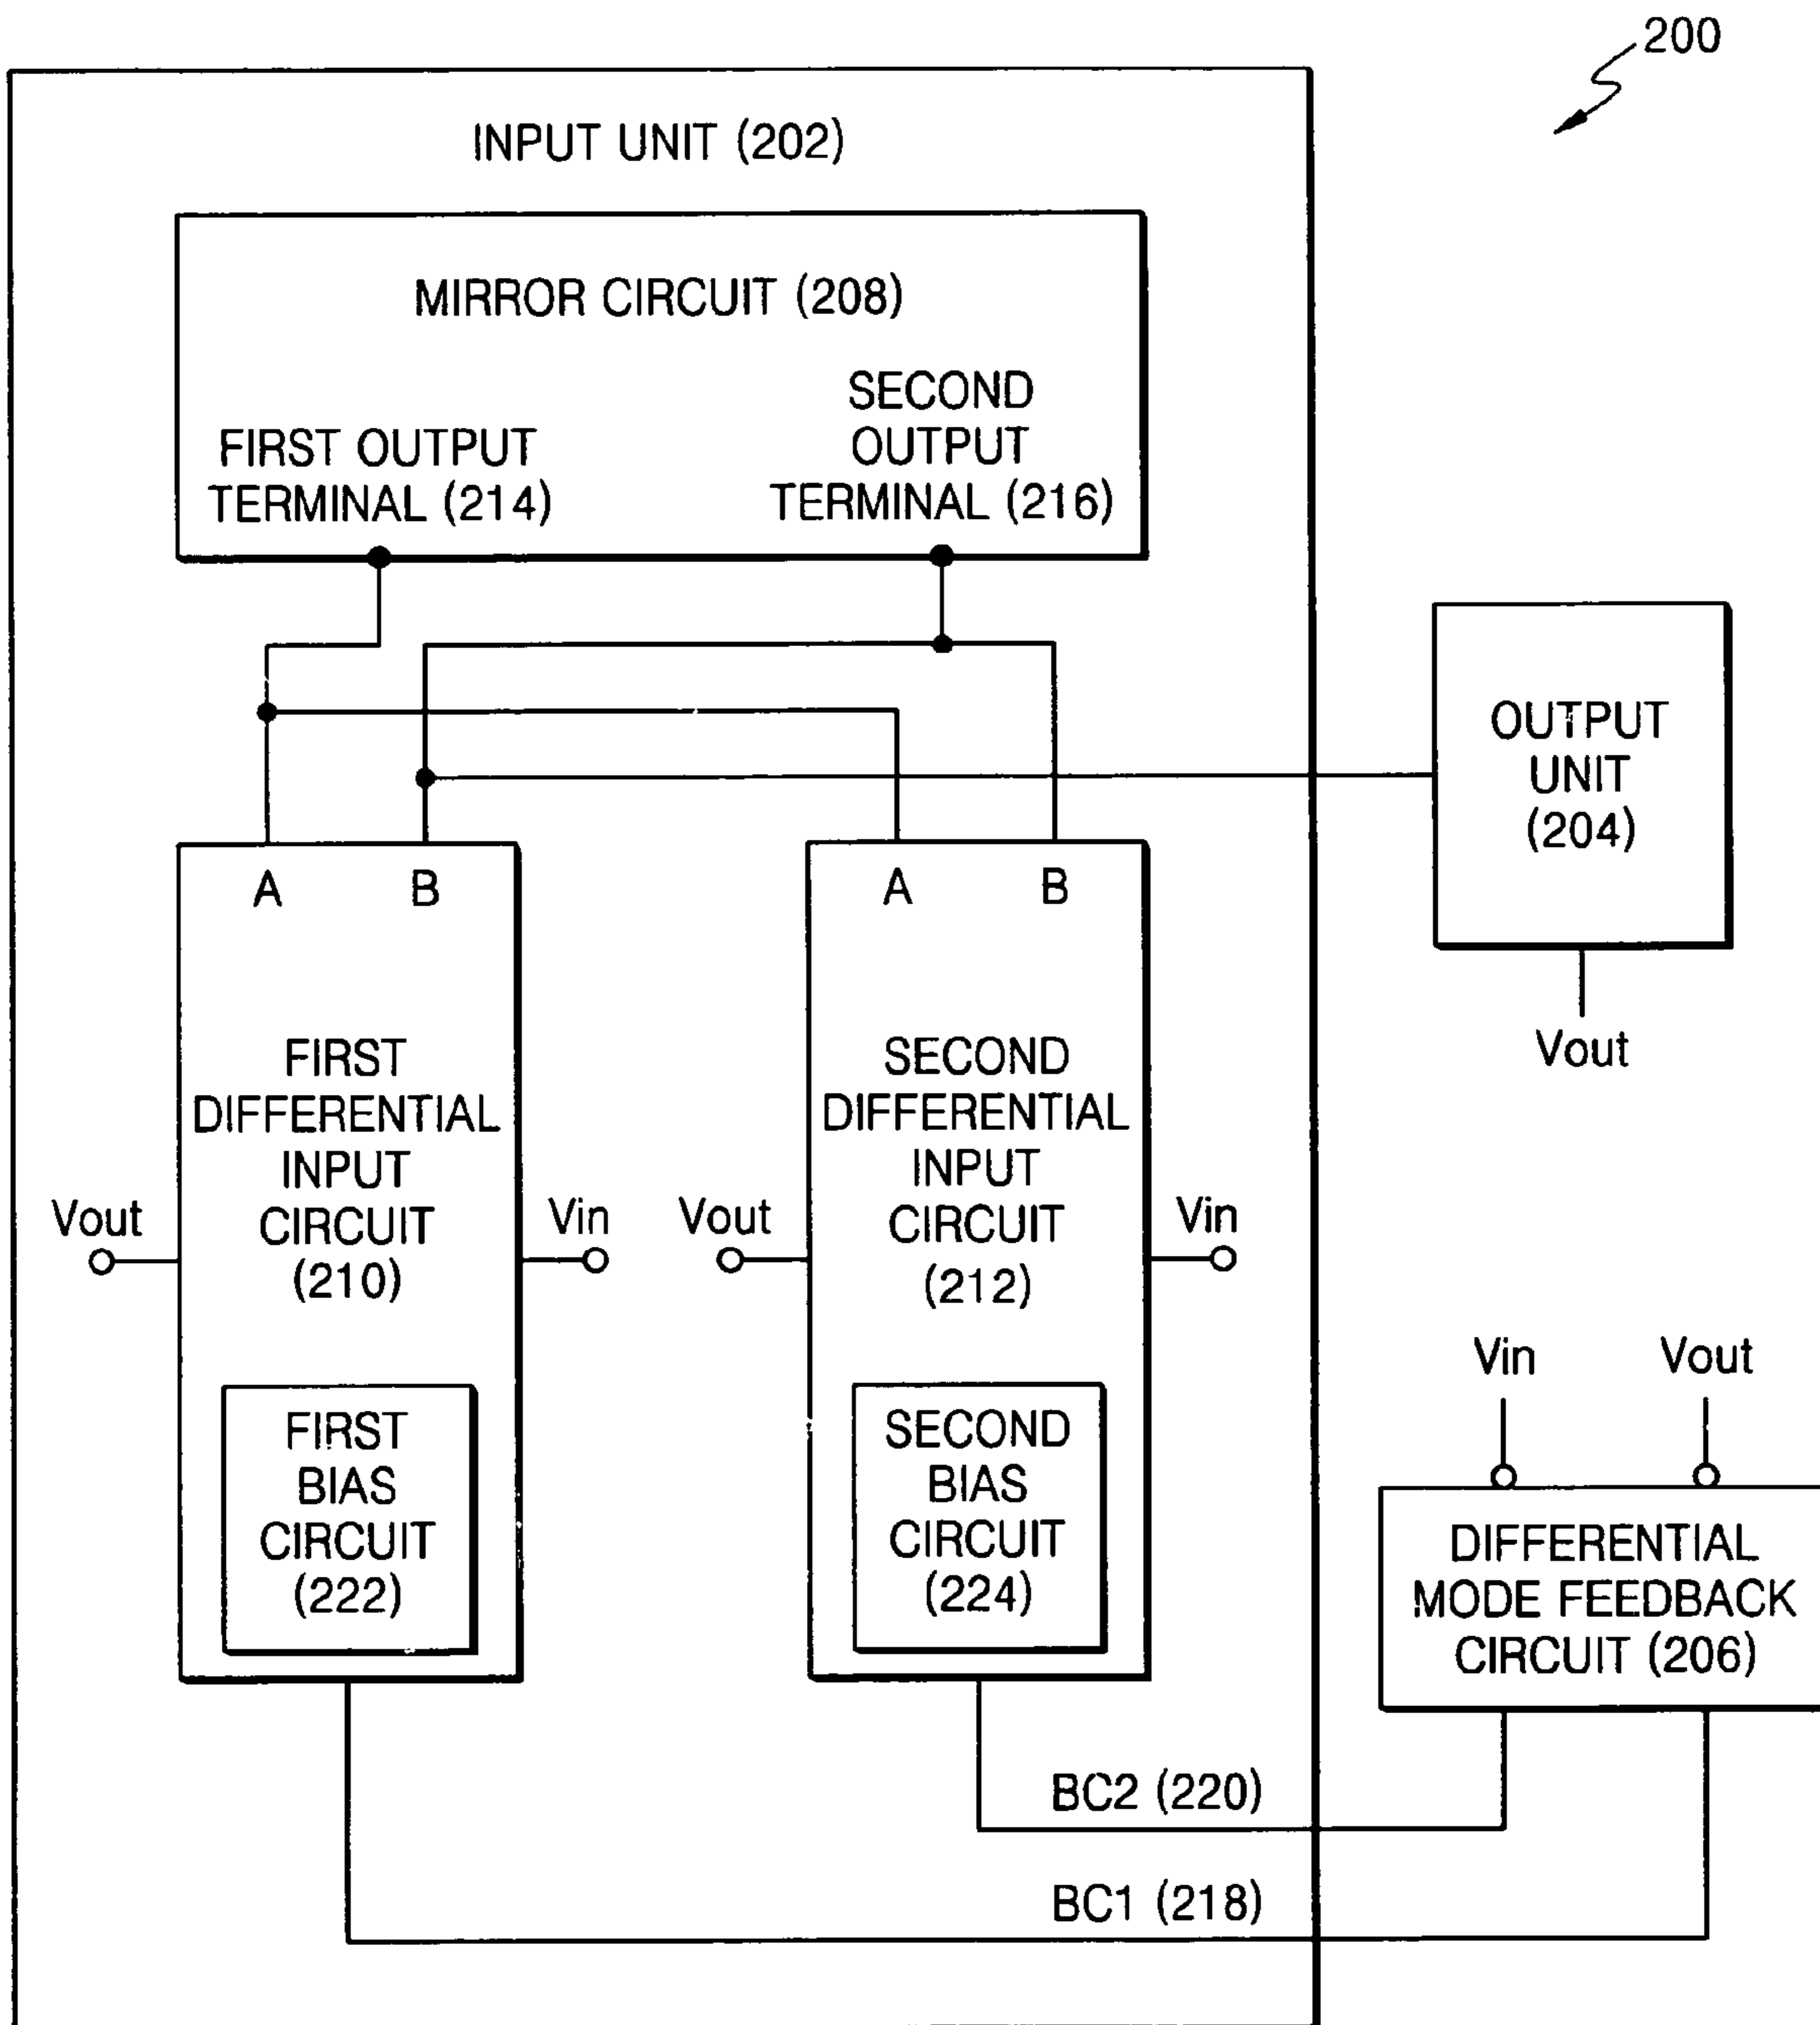 200
INPUT UNIT (202)
MIRROR CIRCUIT (208)
FIRST OUTPUT
TERMINAL (214)
SECOND
OUTPUT
TERMINAL (216)
OUTPUT
UNIT
(204)
Vout
A
B
FIRST
DIFFERENTIAL
INPUT
CIRCUIT
(210)
Vout
Vin
FIRST
BIAS
CIRCUIT
(222)
A
B
SECOND
DIFFERENTIAL
INPUT
CIRCUIT
(212)
Vout
Vin
SECOND
BIAS
CIRCUIT
(224)
Vin
Vout
DIFFERENTIAL
MODE FEEDBACK
CIRCUIT (206)
BC2 (220)
BC1 (218)